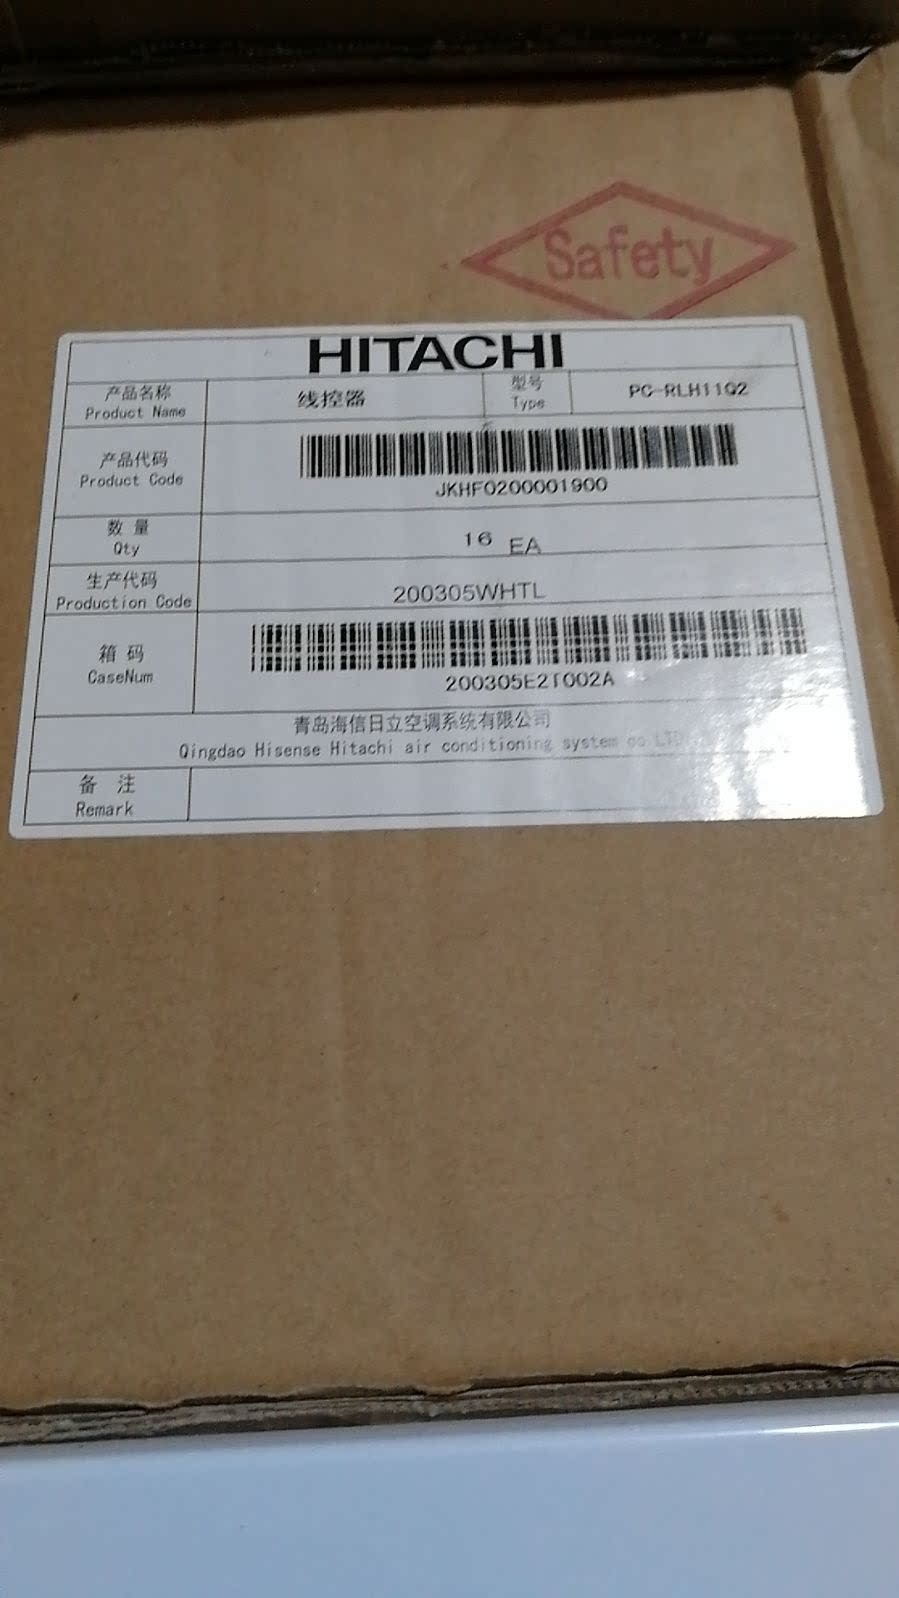 Safety
HITACHI
产品名称
Product Name
线控器
型号
Type
PC-RLH11Q2
产品代码
Product Code
JKHF0200001900
数 量
Qty
16 EA
生产代码
Production Code
200305WHTL
箱 码
CaseNum
200305E2T002A
青岛海信日立空调系统有限公司
Qingdao Hisense Hitachi air conditioning system co LTD
备 注
Remark